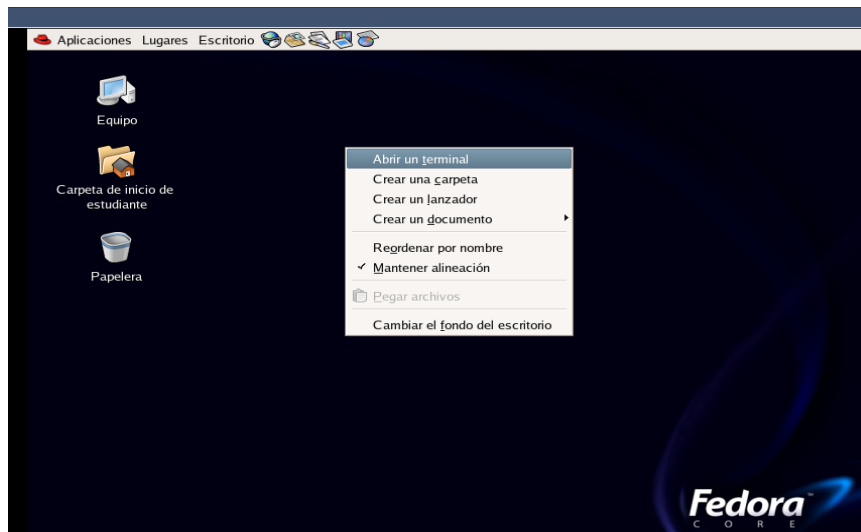 Aplicaciones Lugares Escritorio
Equipo
Carpeta de inicio de
estudiante
Papelera
Abrir un terminal
Crear una carpeta
Crear un lanzador
Crear un documento
Reordenar por nombre
Mantener alineación
Pegar archivos
Cambiar el fondo del escritorio
Fedora™
CORE